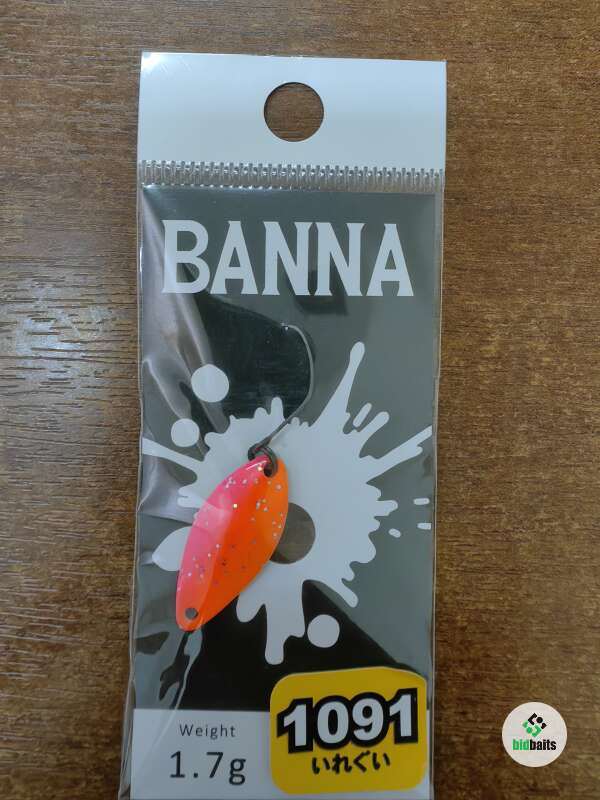 BANNA
Weight
1.7g
1091
いれぐい
bidbaits